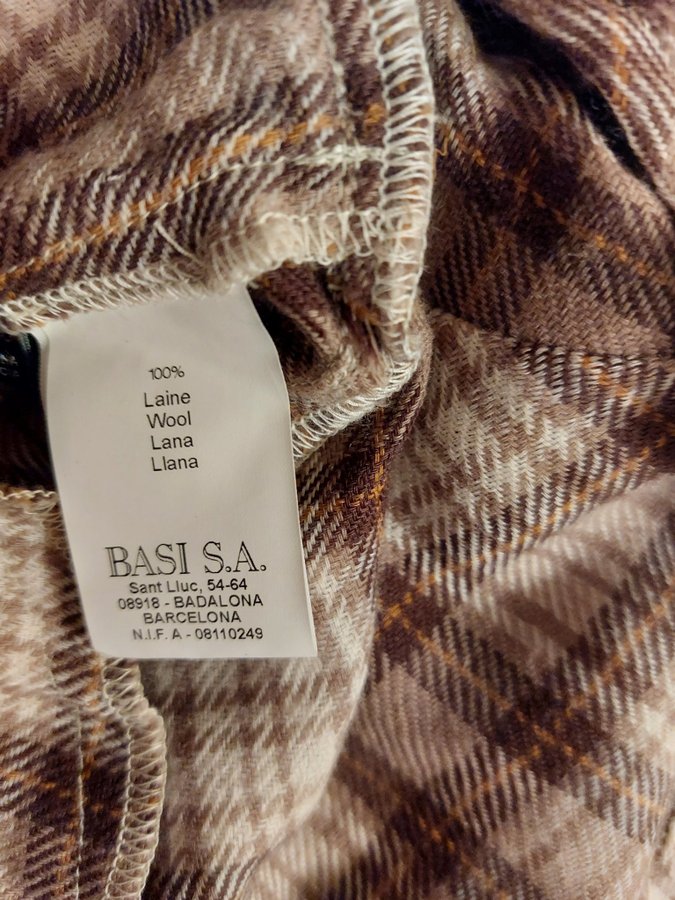 100%
Laine
Wool
Lana
Llana
BASI S.A.
Sant Lluc, 54-64
08918 - BADALONA
BARCELONA
N.I.F. A - 08110249